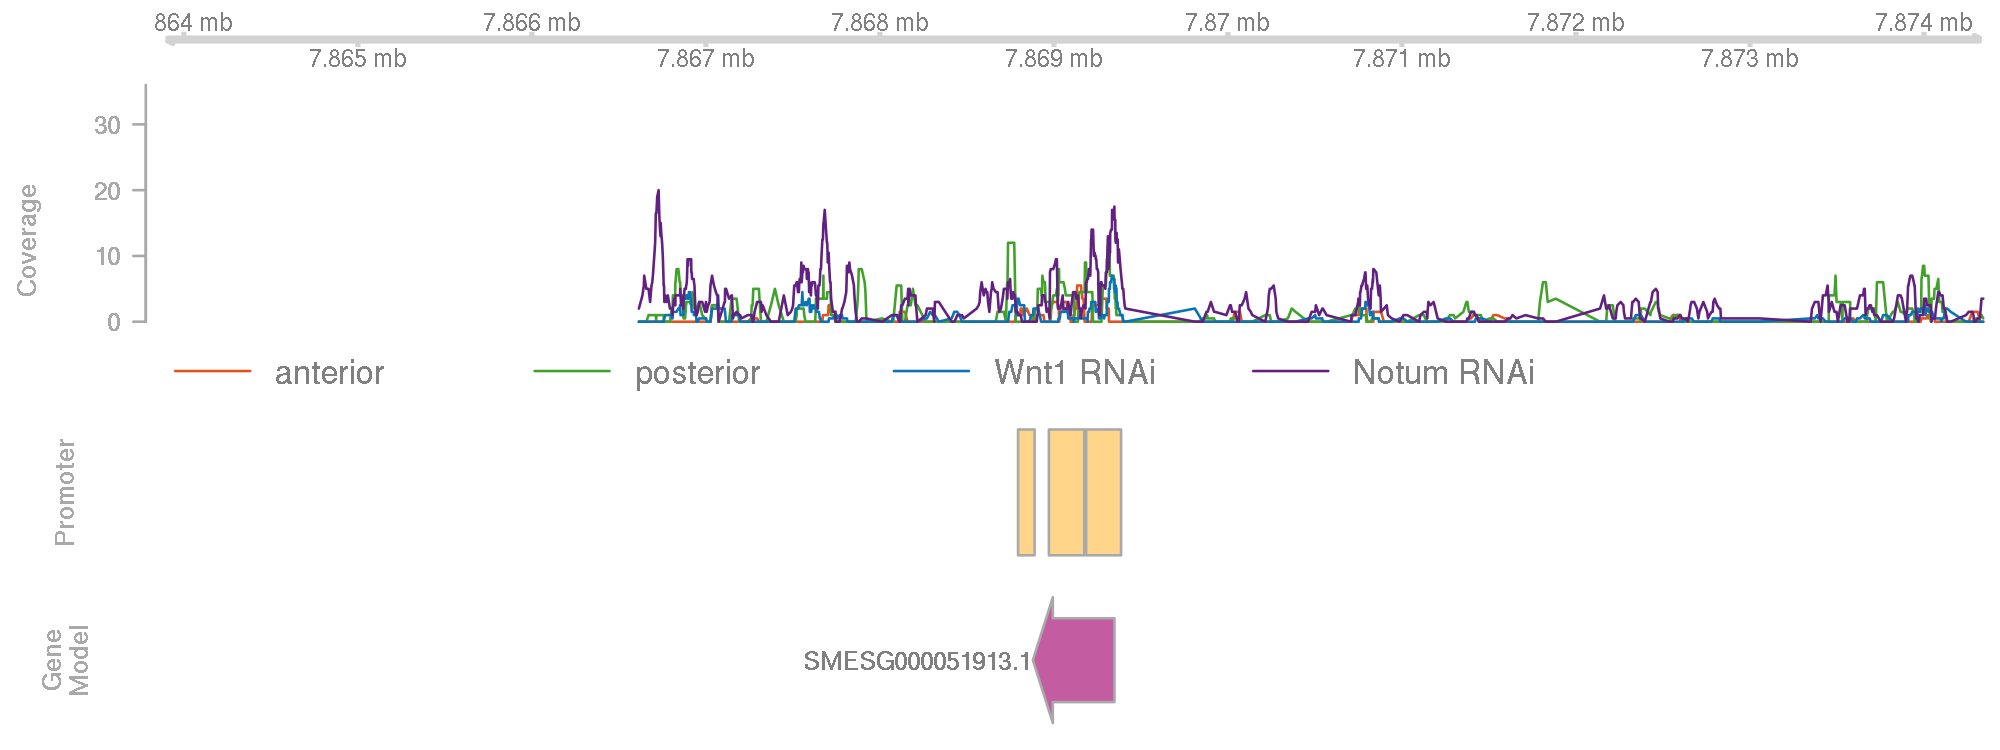 864 mb 7.866 mb 7.868 mb 7.87 mb 7.872 mb 7.874 mb
7.865 mb 7.867 mb 7.869 mb 7.871 mb 7.873 mb
30
20
10
0
Coverage
anterior posterior Wnt1 RNAi Notum RNAi
Promoter
0
Gene
Model
SMESG000051913.1